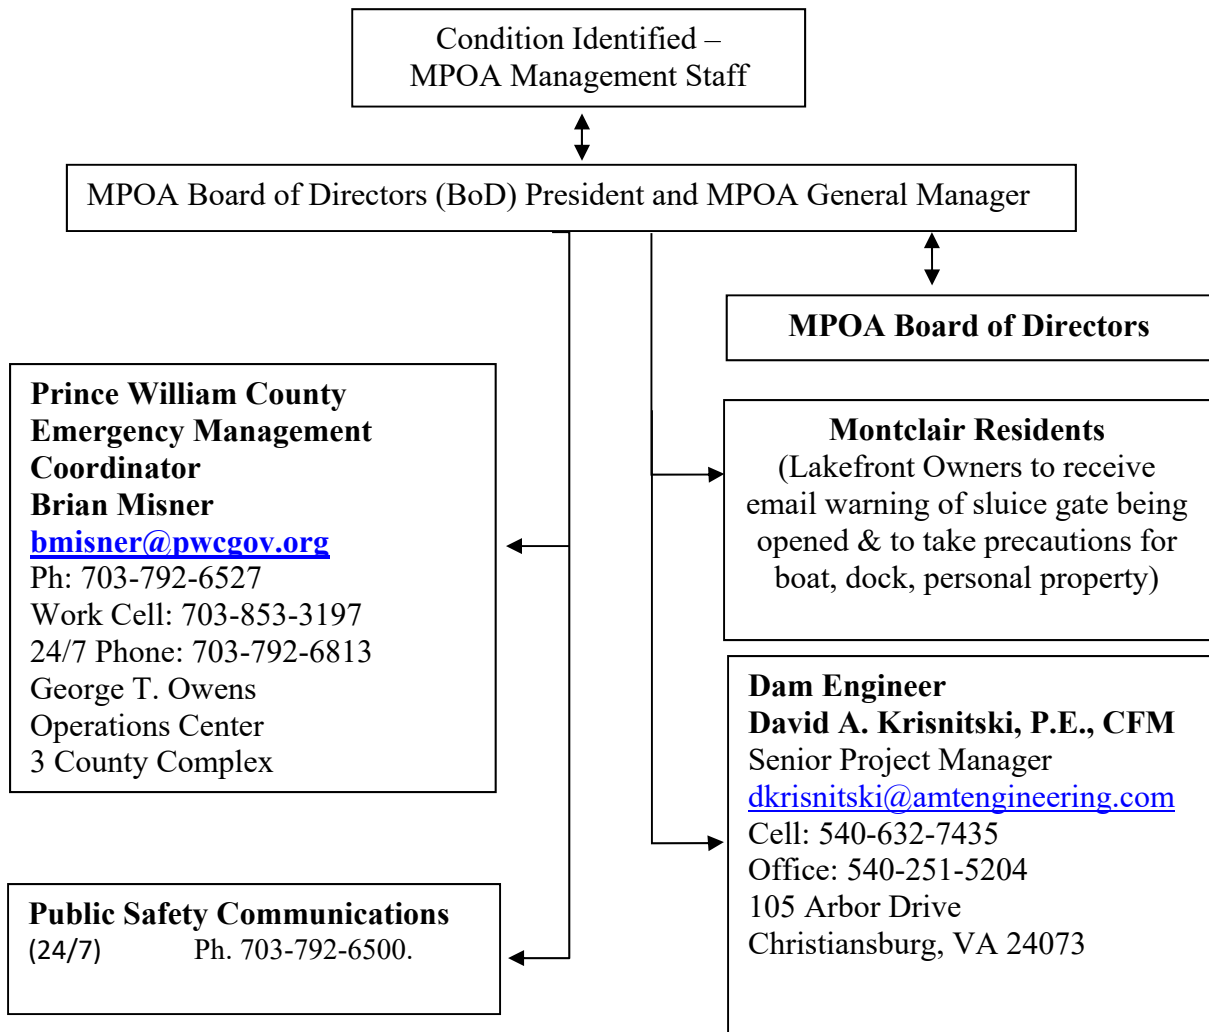 Condition Identified –
MPOA Management Staff
MPOA Board of Directors (BoD) President and MPOA General Manager
MPOA Board of Directors
Prince William County
Emergency Management
Coordinator
Brian Misner
bmisner@pwcgov.org
Ph: 703-792-6527
Work Cell: 703-853-3197
24/7 Phone: 703-792-6813
George T. Owens
Operations Center
3 County Complex
Montclair Residents
(Lakefront Owners to receive
email warning of sluice gate being
opened & to take precautions for
boat, dock, personal property)
Dam Engineer
David A. Krisnitski, P.E., CFM
Senior Project Manager
dkrisnitski@amtengineering.com
Cell: 540-632-7435
Office: 540-251-5204
105 Arbor Drive
Christiansburg, VA 24073
Public Safety Communications
(24/7) Ph. 703-792-6500.